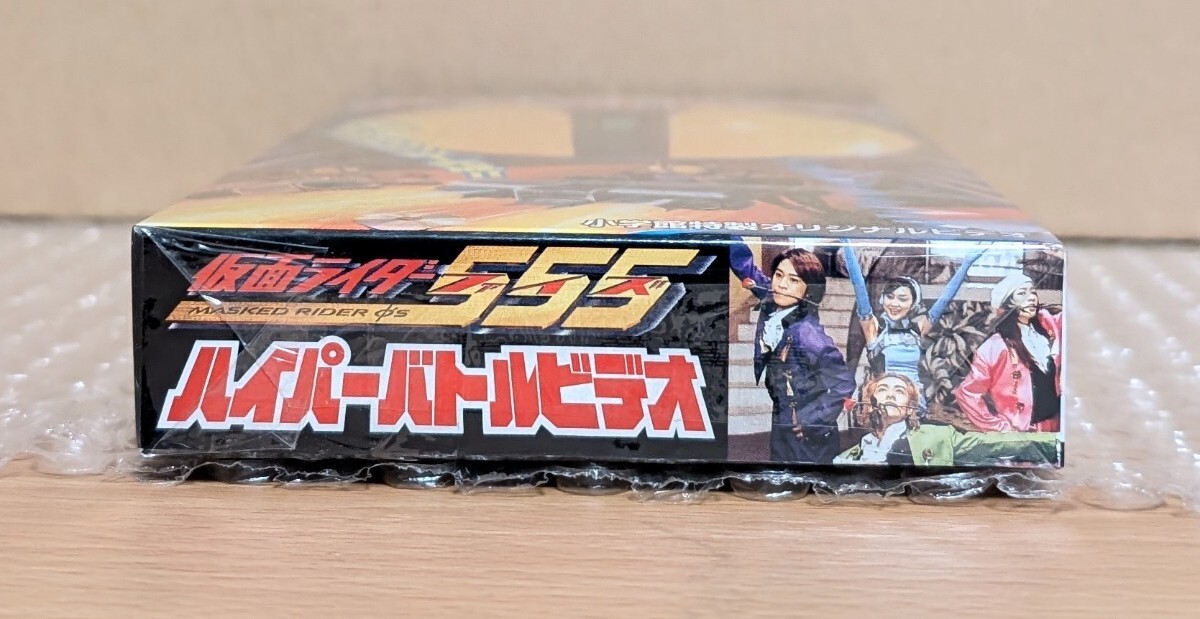 小学館特製オリジナルビデオ
仮面ライダー555
ファイズ
MASKED RIDER Φ'S
ハイパーバトルビデオ